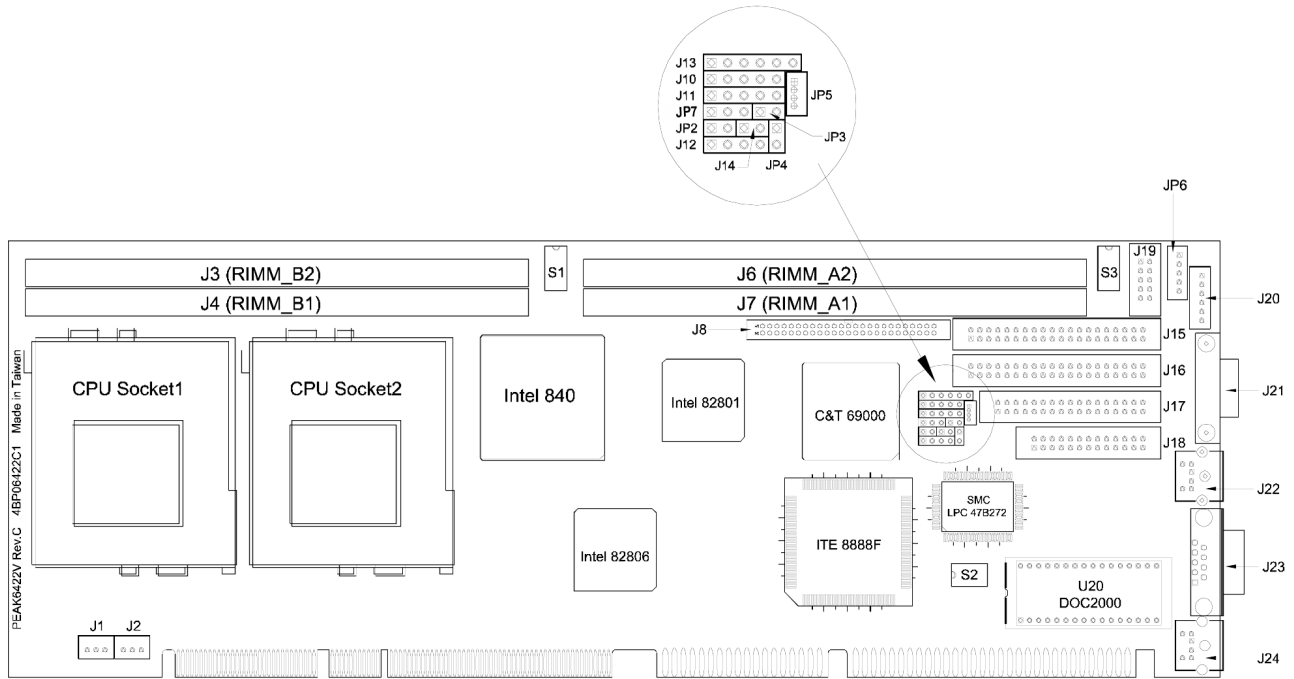 J13
J10
J11
JP7
JP2
J12
JP5
JP3
J14
JP4
JP6
J3 (RIMM_B2)
S1
J6 (RIMM_A2)
S3
J19
J4 (RIMM_B1)
J7 (RIMM_A1)
J20
J8
J15
CPU Socket1
CPU Socket2
Intel 840
Intel 82801
C&T 69000
J16
J21
J17
J18
J22
SMC
LPC 47B272
ITE 8888F
Intel 82806
S2
U20
DOC2000
J23
J1
J2
J24
PEAK6422V Rev.C 4BP06422C1 Made in Taiwan